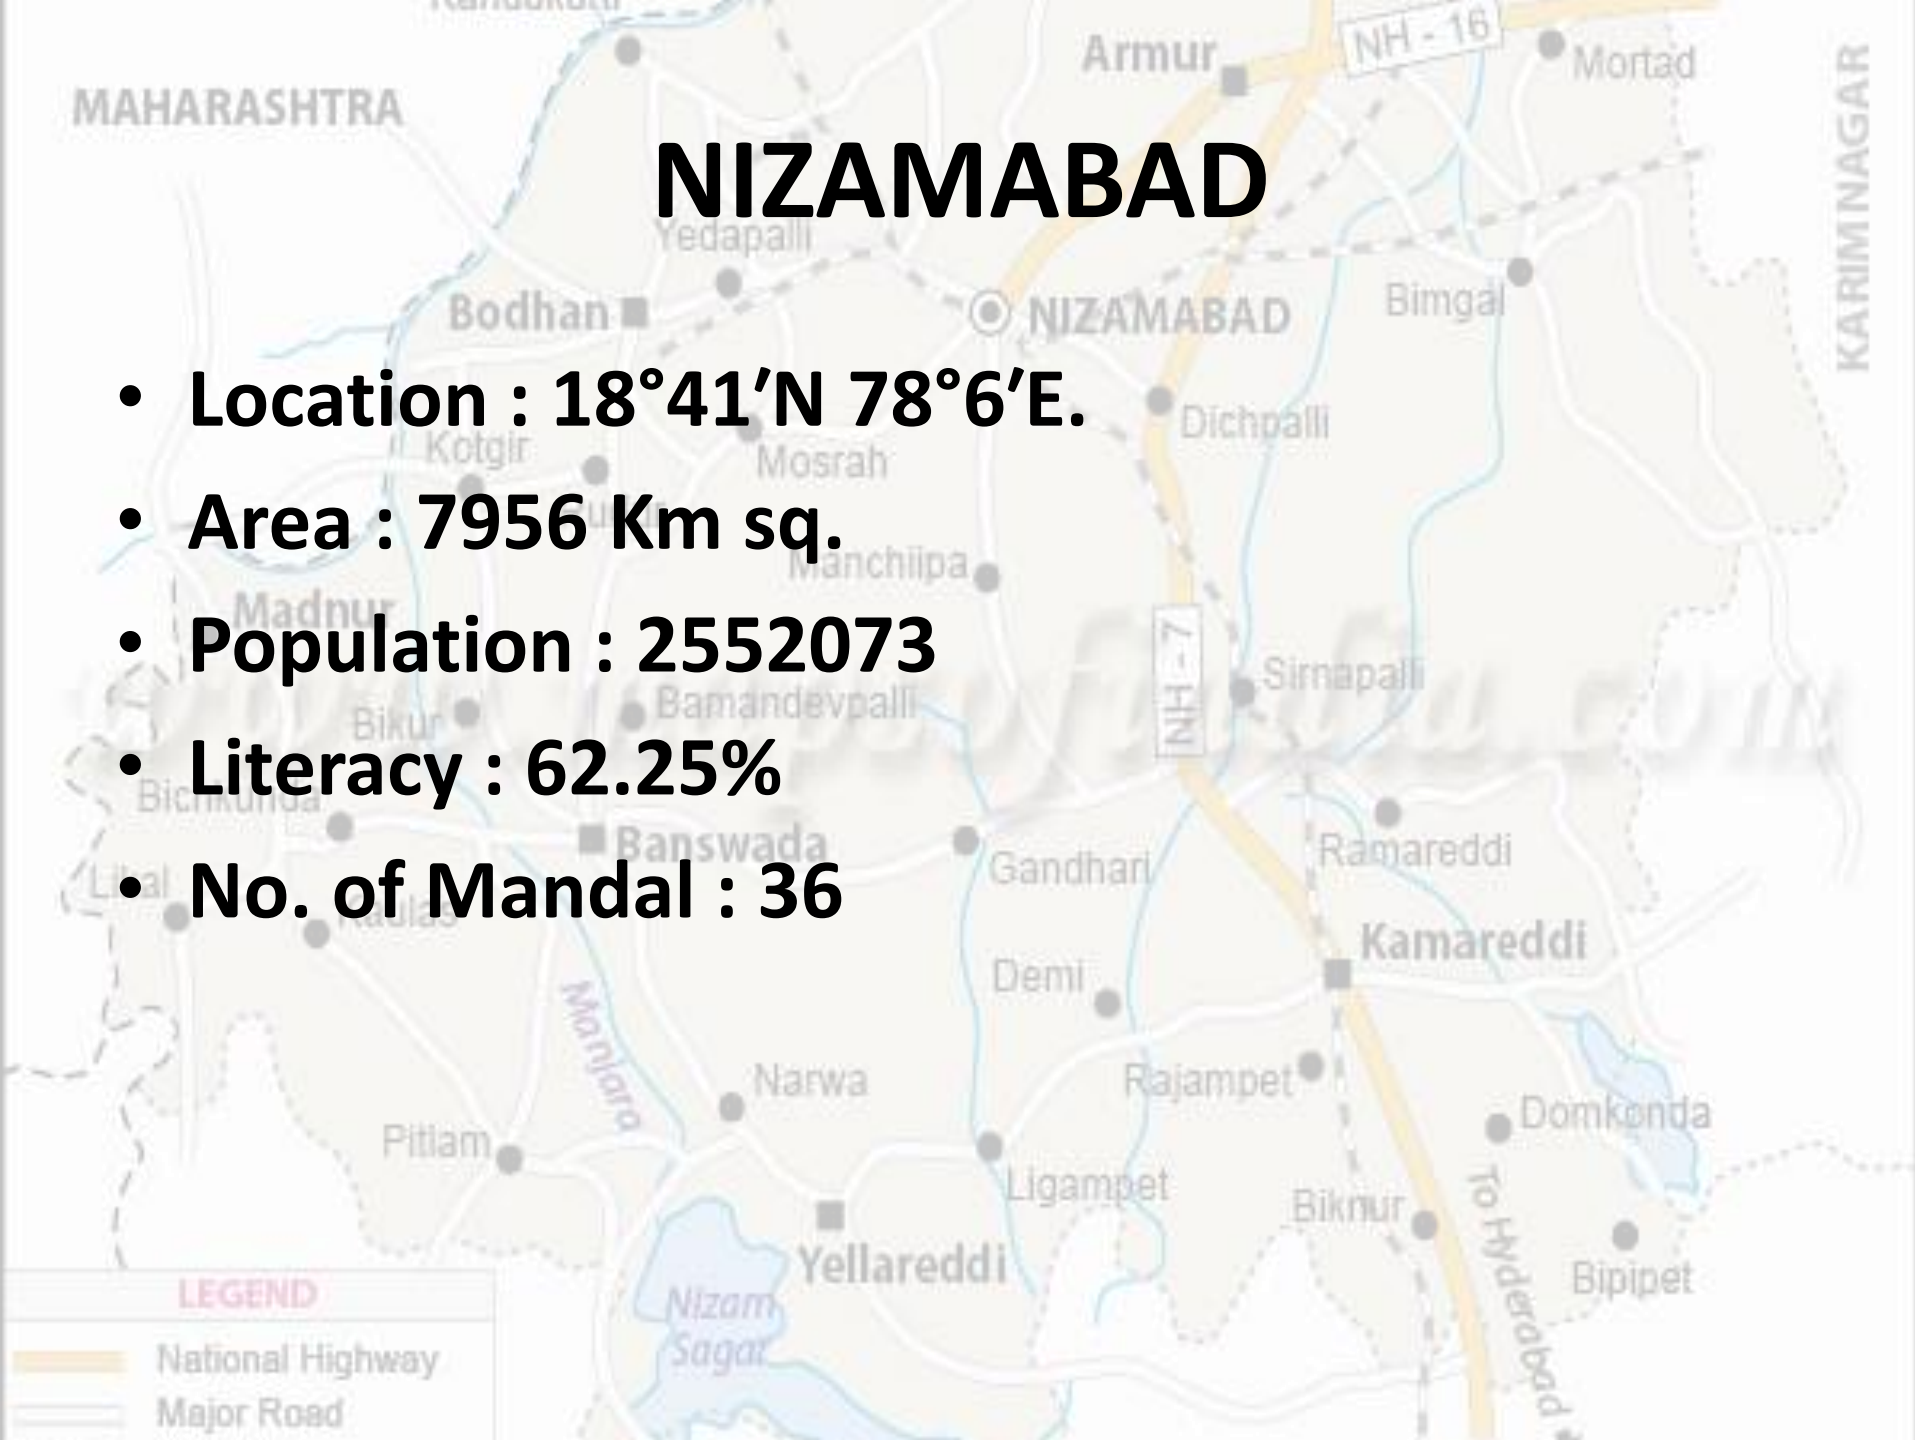 MAHARASHTRA
Armur
NH - 16
Mortad
KARIMNAGAR
NIZAMABAD
Yedapalli
Bodhan
NIZAMABAD
Bimgal
• Location : 18°41′N 78°6′E.
Dichpalli
Kotgir
Mosrah
• Area : 7956 Km sq.
Manchiipa
Madnur
• Population : 2552073
NH - 7
Sirnapalli
Bikur
Bamandevpalli
• Literacy : 62.25%
Bichkunda
Banswada
Gandhari
Ramareddi
• No. of Mandal : 36
Kaulas
Kamareddi
Demi
Manjara
Narwa
Rajampet
Domkonda
Pitlam
Ligampet
Biknur
To Hyderabad
Yellareddi
Bipipet
LEGEND
Nizam
Sagar
National Highway
Major Road